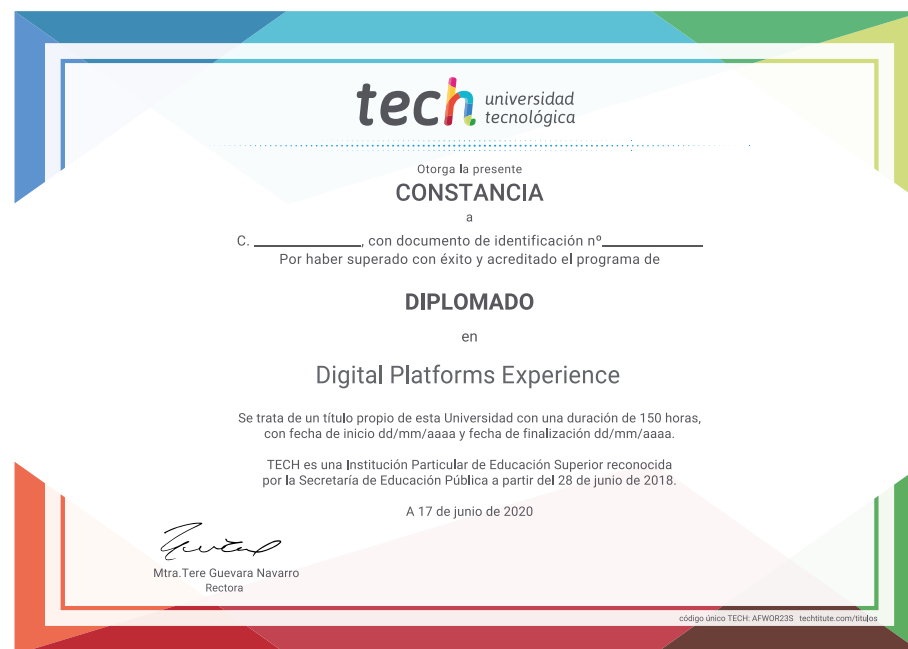 tech universidad
tecnológica
Otorga la presente
CONSTANCIA
a
C. ______________, con documento de identificación nº______________
Por haber superado con éxito y acreditado el programa de
DIPLOMADO
en
Digital Platforms Experience
Se trata de un título propio de esta Universidad con una duración de 150 horas,
con fecha de inicio dd/mm/aaaa y fecha de finalización dd/mm/aaaa.
TECH es una Institución Particular de Educación Superior reconocida
por la Secretaría de Educación Pública a partir del 28 de junio de 2018.
A 17 de junio de 2020
Mtra.Tere Guevara Navarro
Rectora
código único TECH: AFWOR23S techtitute.com/titulos